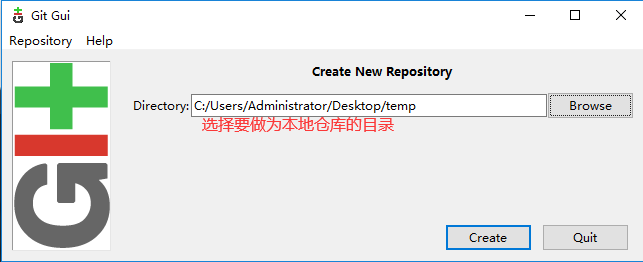 Git Gui
Repository Help
Create New Repository
Directory: C:/Users/Administrator/Desktop/temp Browse
选择要做为本地仓库的目录
Git
Create Quit